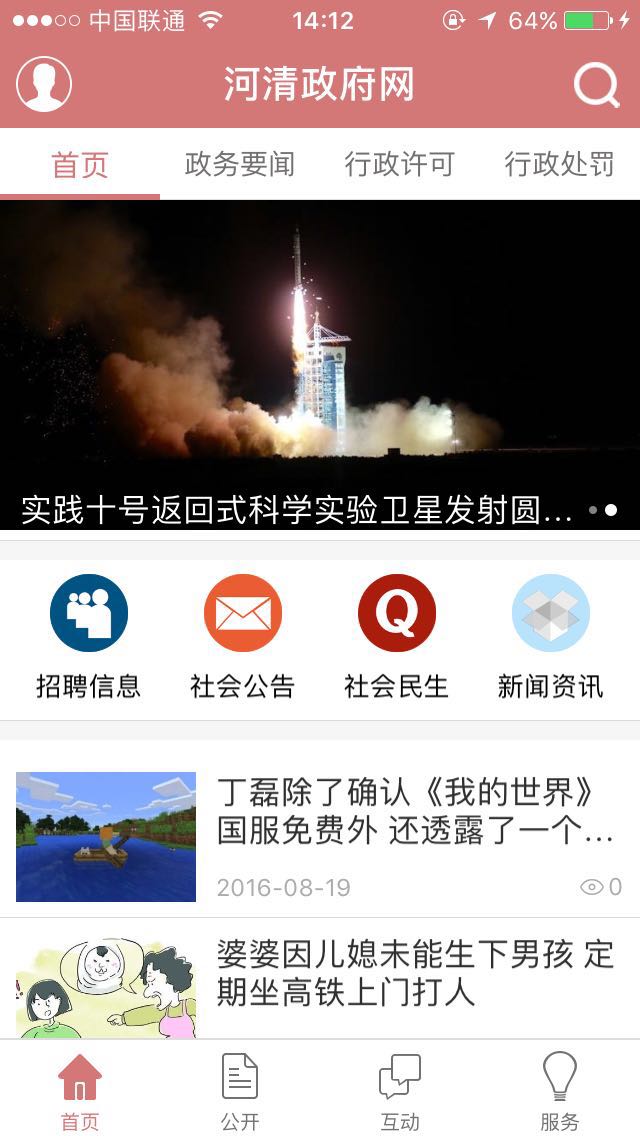 中国联通 14:12 64%
河清政府网
首页 政务要闻 行政许可 行政处罚
实践十号返回式科学实验卫星发射圆...
招聘信息 社会公告 社会民生 新闻资讯
丁磊除了确认《我的世界》
国服免费外 还透露了一个...
2016-08-19 0
婆婆因儿媳未能生下男孩 定
期坐高铁上门打人
首页 公开 互动 服务